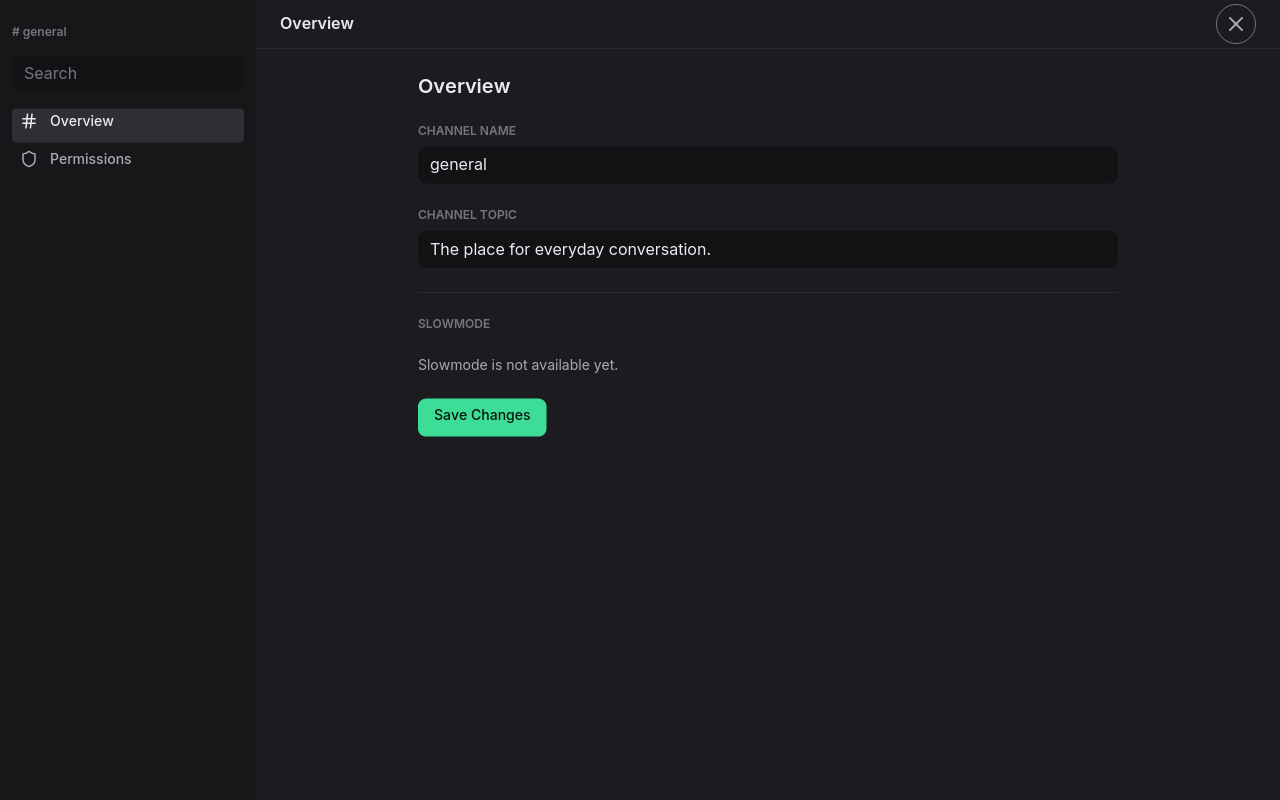 # general
Search
Overview
Permissions
Overview
Overview
CHANNEL NAME
general
CHANNEL TOPIC
The place for everyday conversation.
SLOWMODE
Slowmode is not available yet.
Save Changes